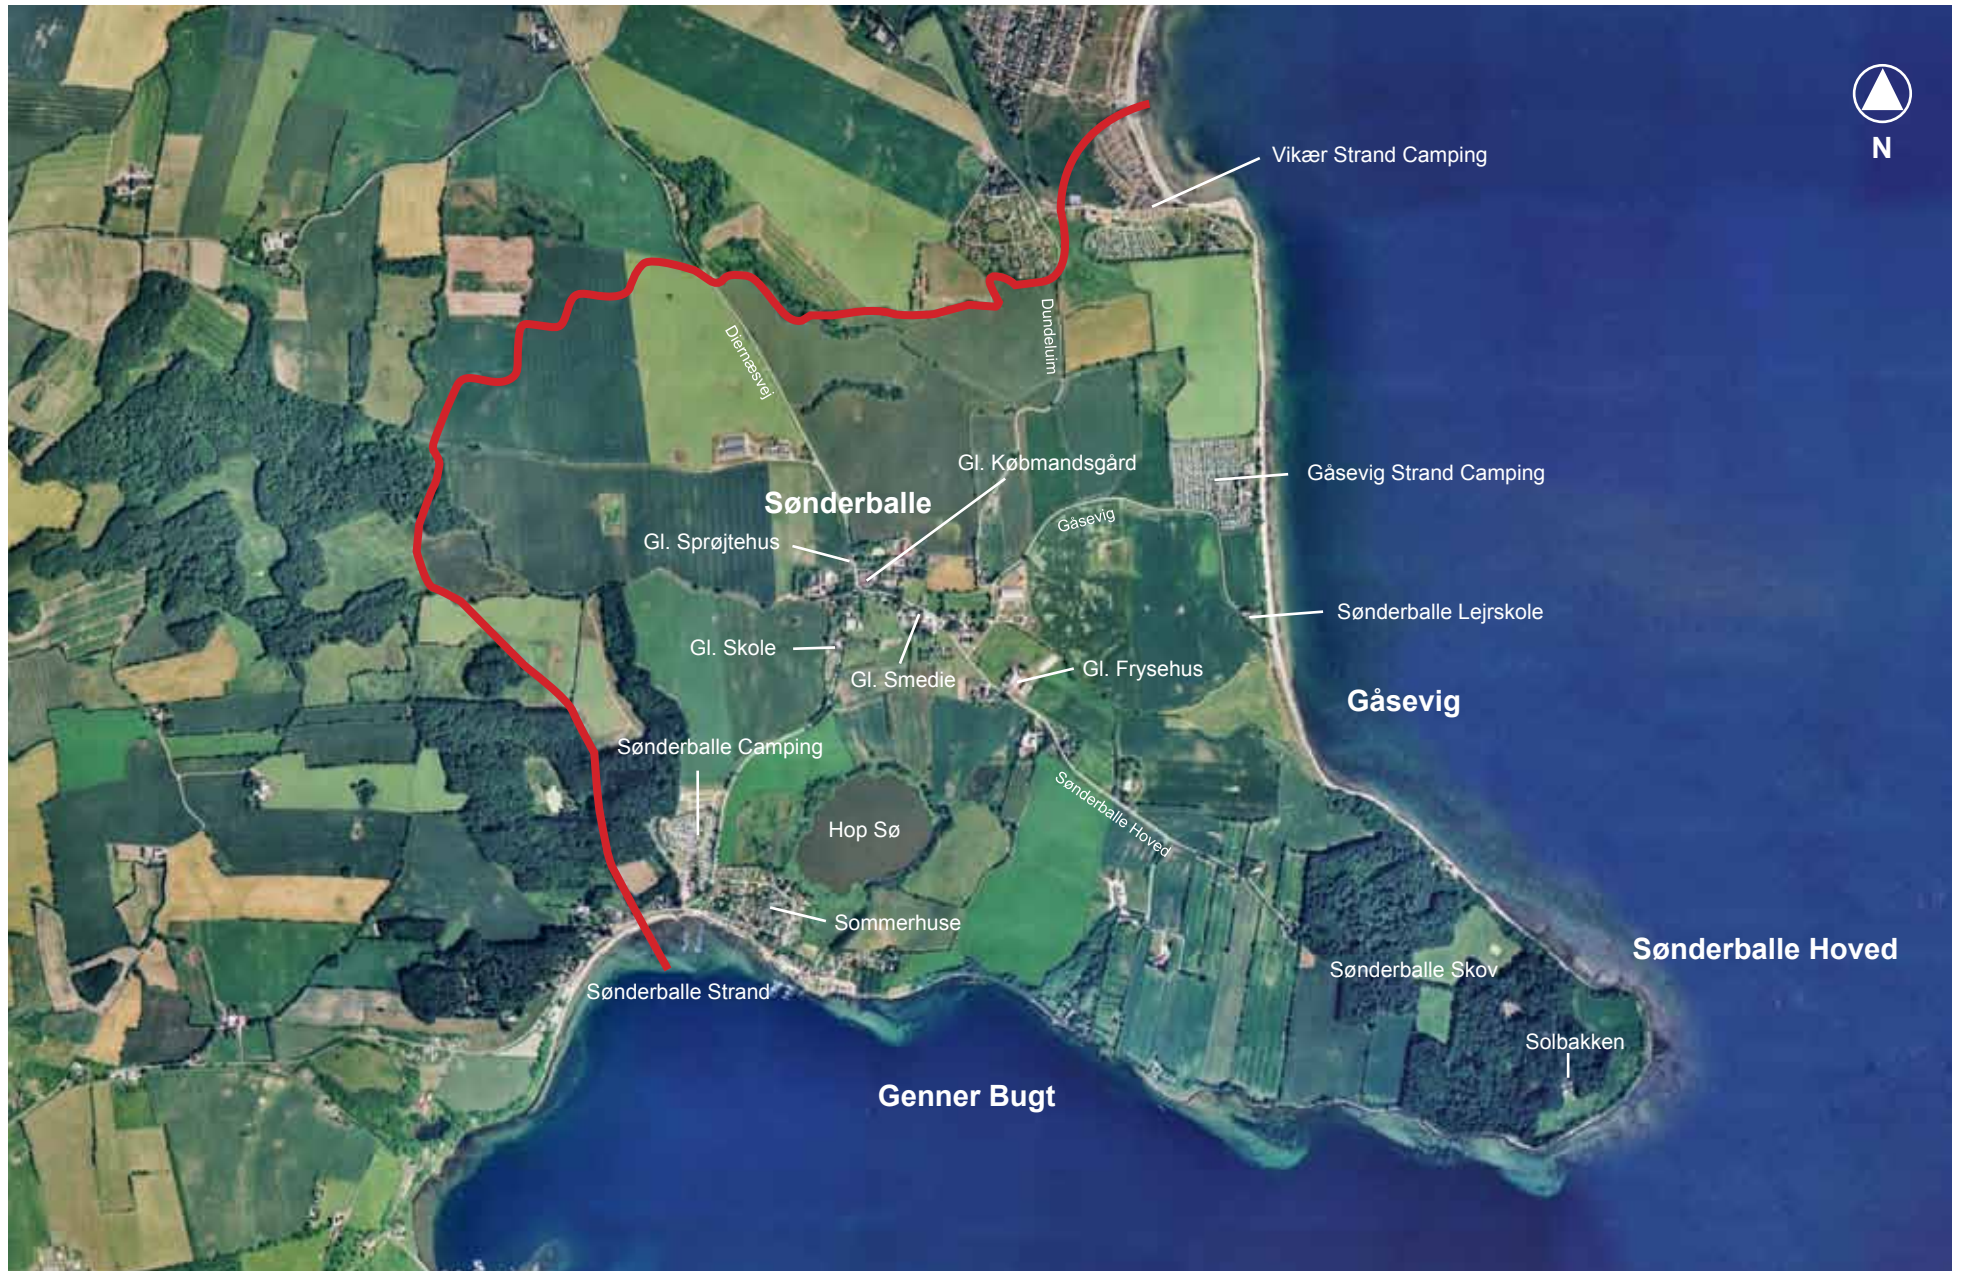 N
Vikær Strand Camping
Dundeluim
Diernæsvej
Gl. Købmandsgård
Gåsevig Strand Camping
Sønderballe
Gåsevig
Gl. Sprøjtehus
Sønderballe Lejrskole
Gl. Skole
Gl. Smedie
Gl. Frysehus
Gåsevig
Sønderballe Camping
Sønderballe Hoved
Hop Sø
Sommerhuse
Sønderballe Hoved
Sønderballe Skov
Sønderballe Strand
Solbakken
Genner Bugt